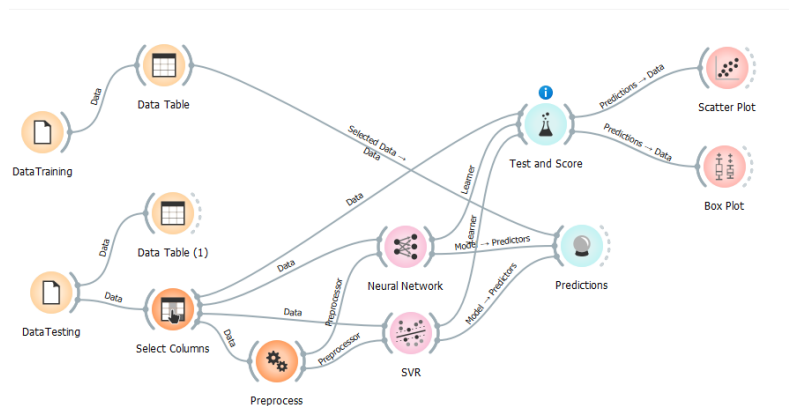 Data
Data Table
DataTraining
Selected Data →
Data
Data
Data
Data Table (1)
Data
DataTesting
Select Columns
Data
Data
Data
Preprocess
Preprocessor
Preprocessor
Neural Network
SVR
Learner
Learner
Model → Predictors
Model → Predictors
Test and Score
Predictions
Predictions → Data
Predictions → Data
Scatter Plot
Box Plot